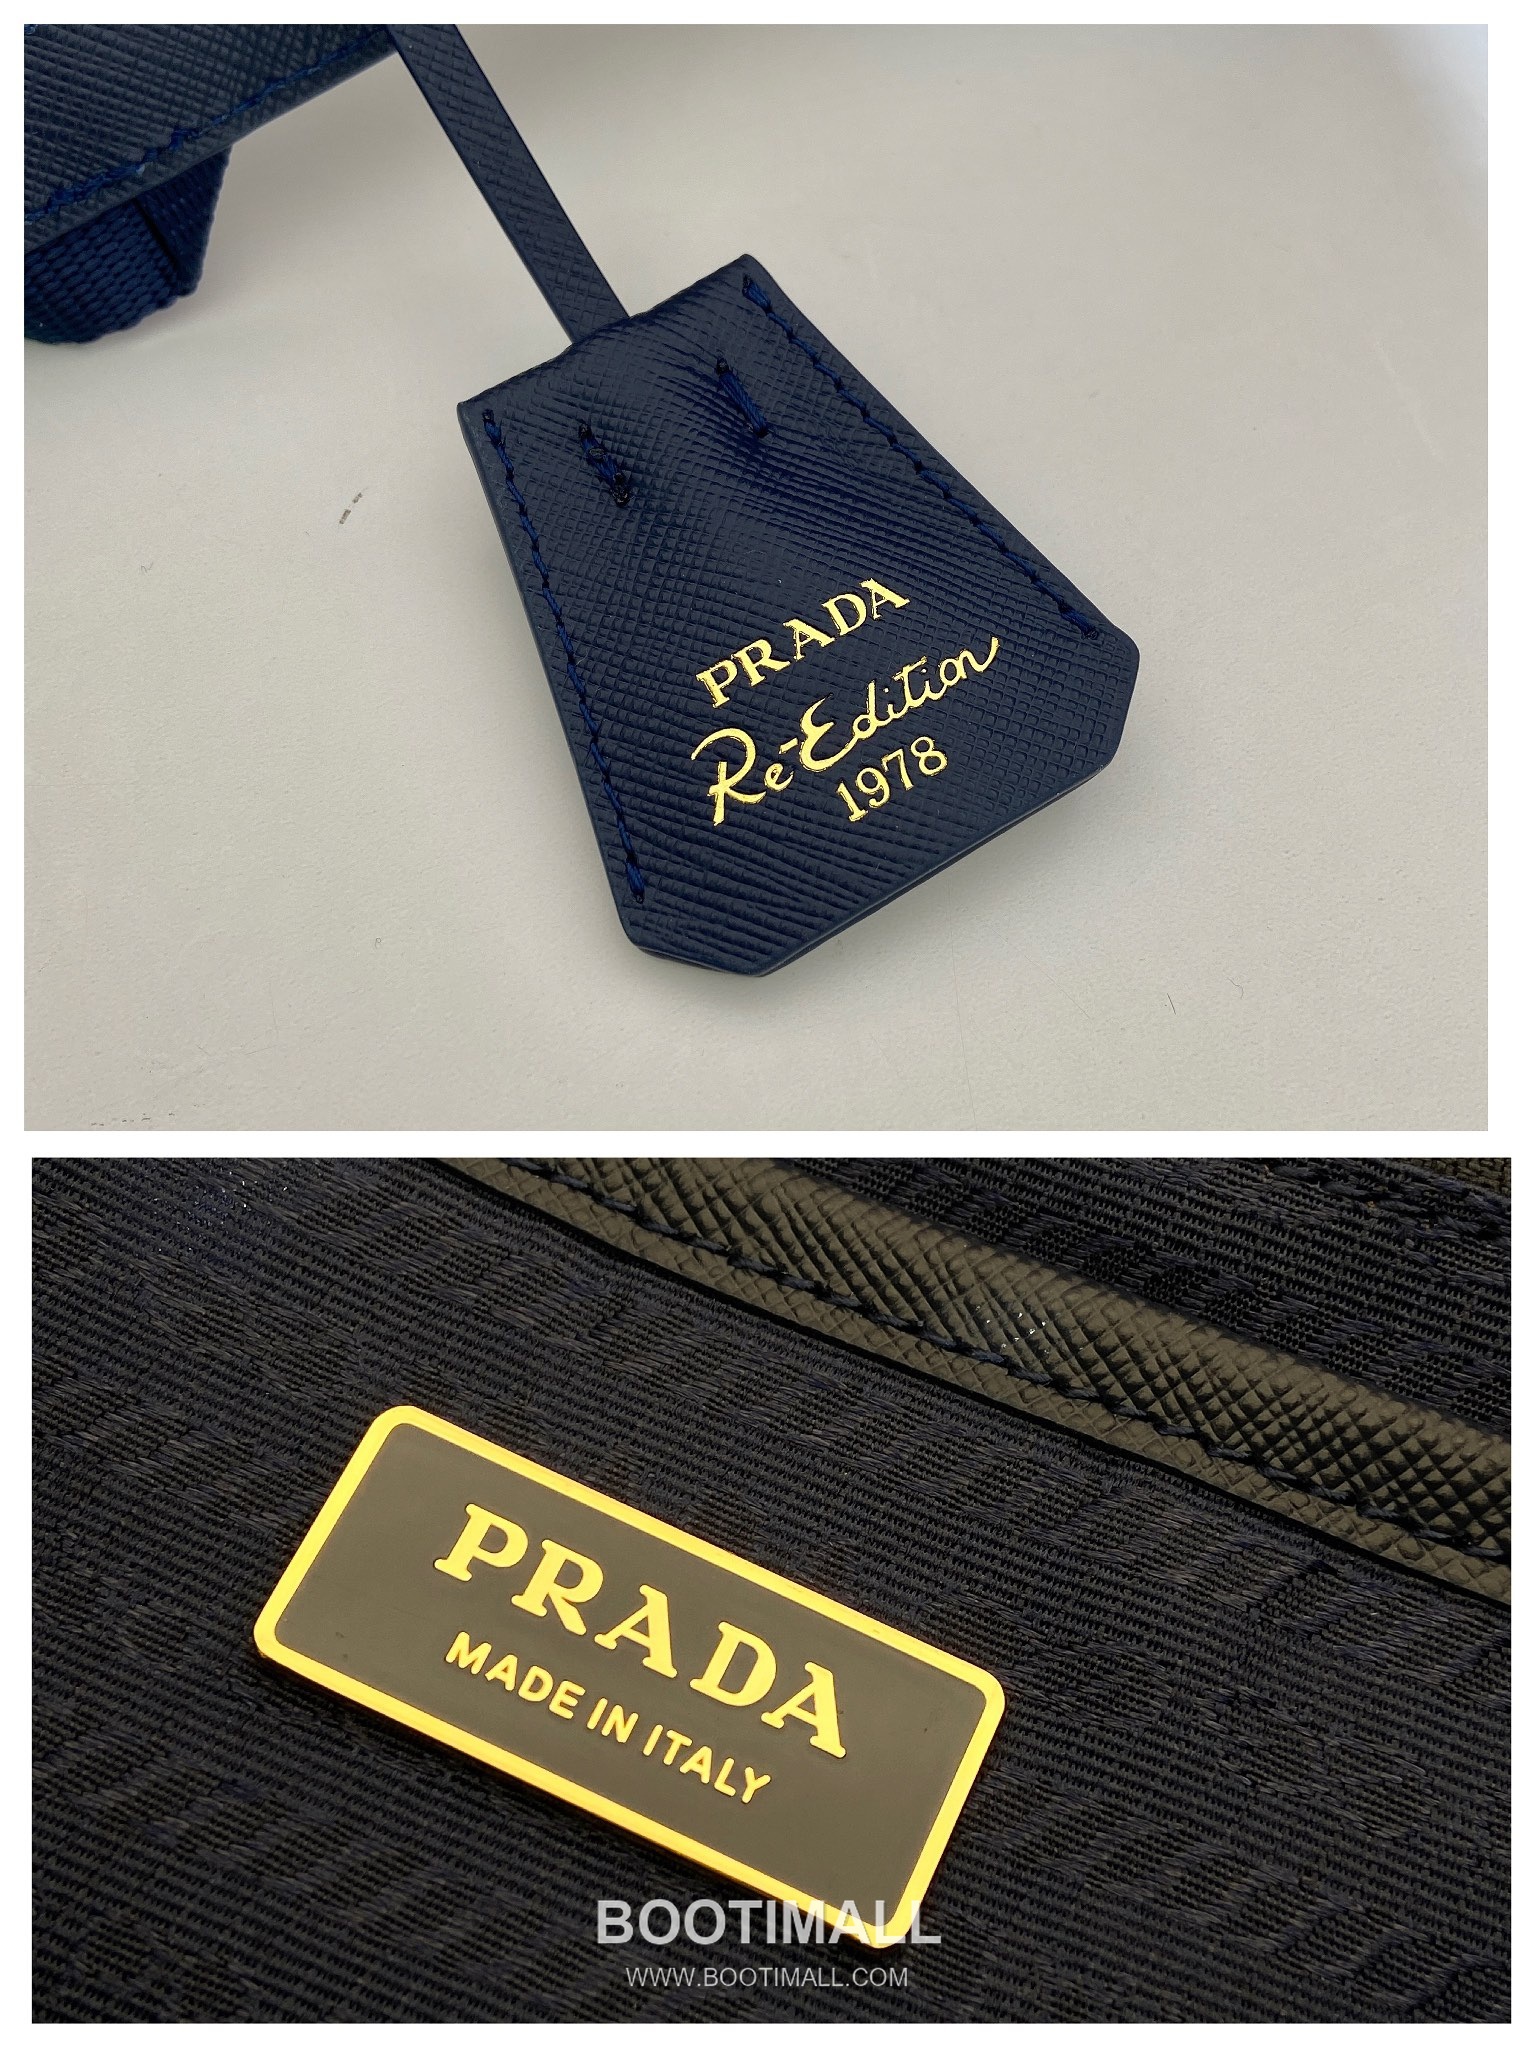 PRADA
Re-Edition
1978
PRADA
MADE IN ITALY
BOOTIMALL
WWW.BOOTIMALL.COM